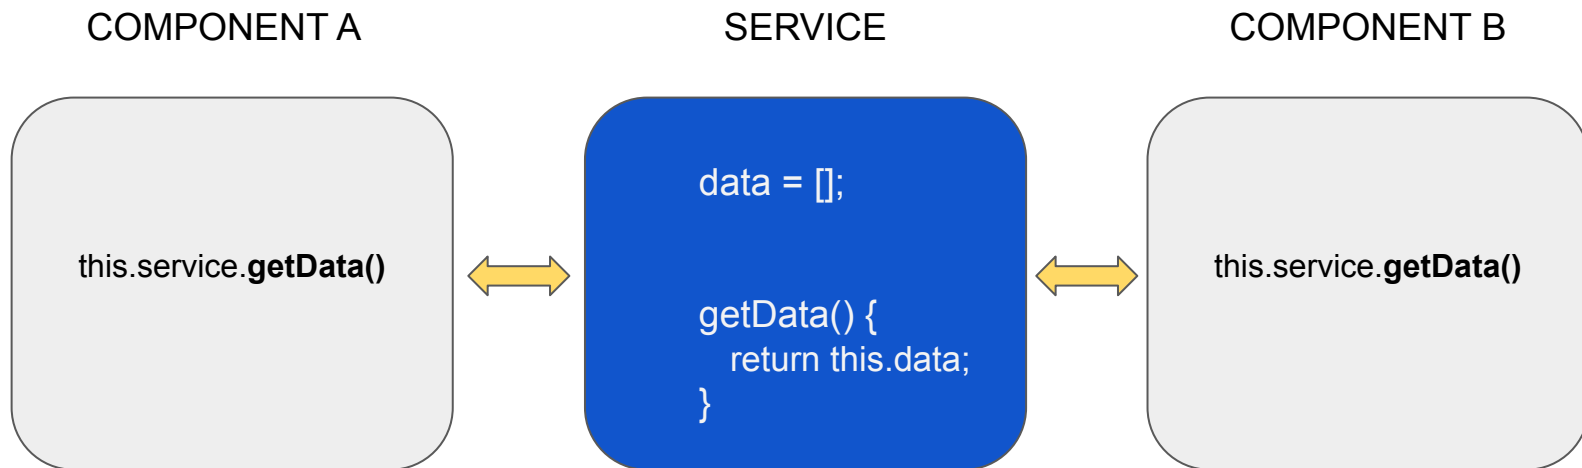 COMPONENT A
SERVICE
COMPONENT B
this.service.getData()
data = [];
getData() {
return this.data;
}
this.service.getData()